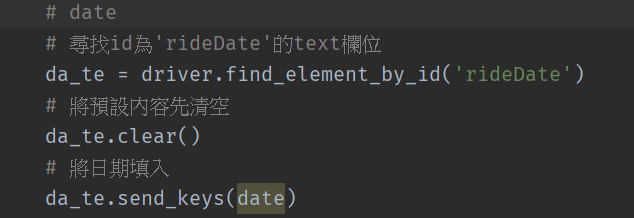 # date
# 尋找id為'rideDate'的text欄位
da_te = driver.find_element_by_id('rideDate')
# 將預設內容先清空
da_te.clear()
# 將日期填入
da_te.send_keys(date)